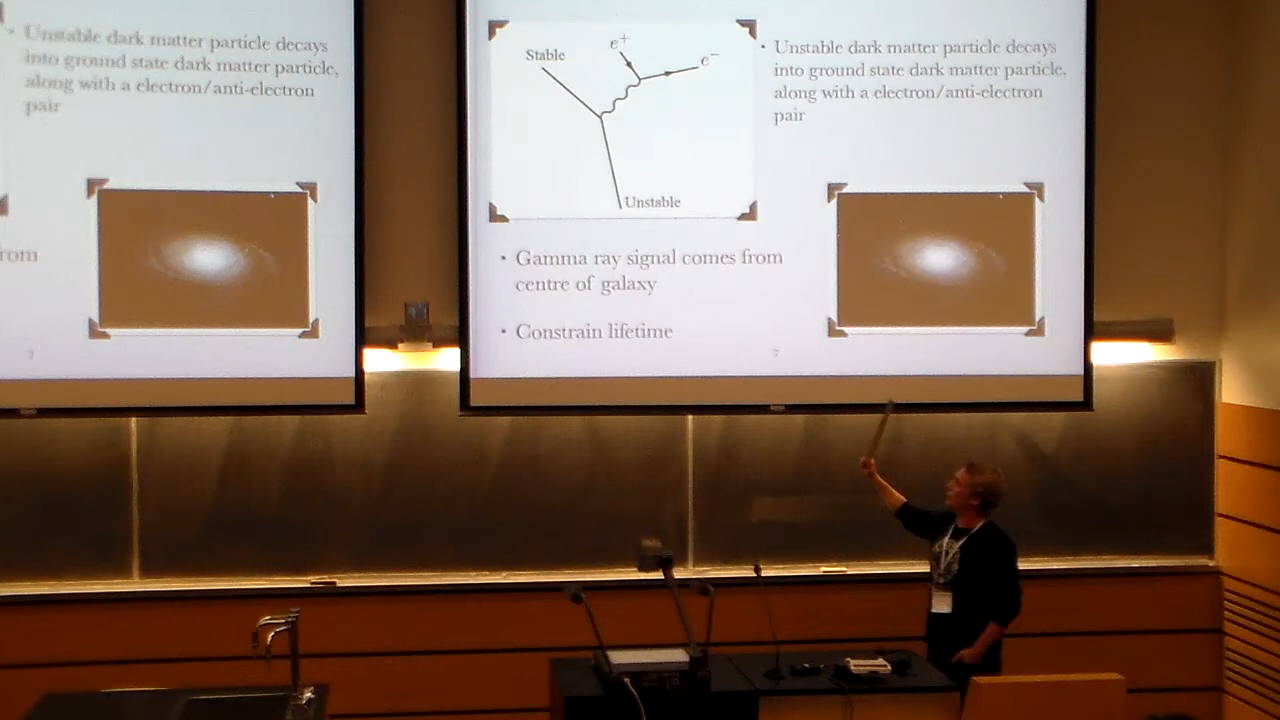 Unstable dark matter particle decays
into ground state dark matter particle,
along with a electron/anti-electron
pair
rom
7
Stable
e+
e−
Unstable
• Unstable dark matter particle decays
into ground state dark matter particle,
along with a electron/anti-electron
pair
• Gamma ray signal comes from
centre of galaxy
• Constrain lifetime
7